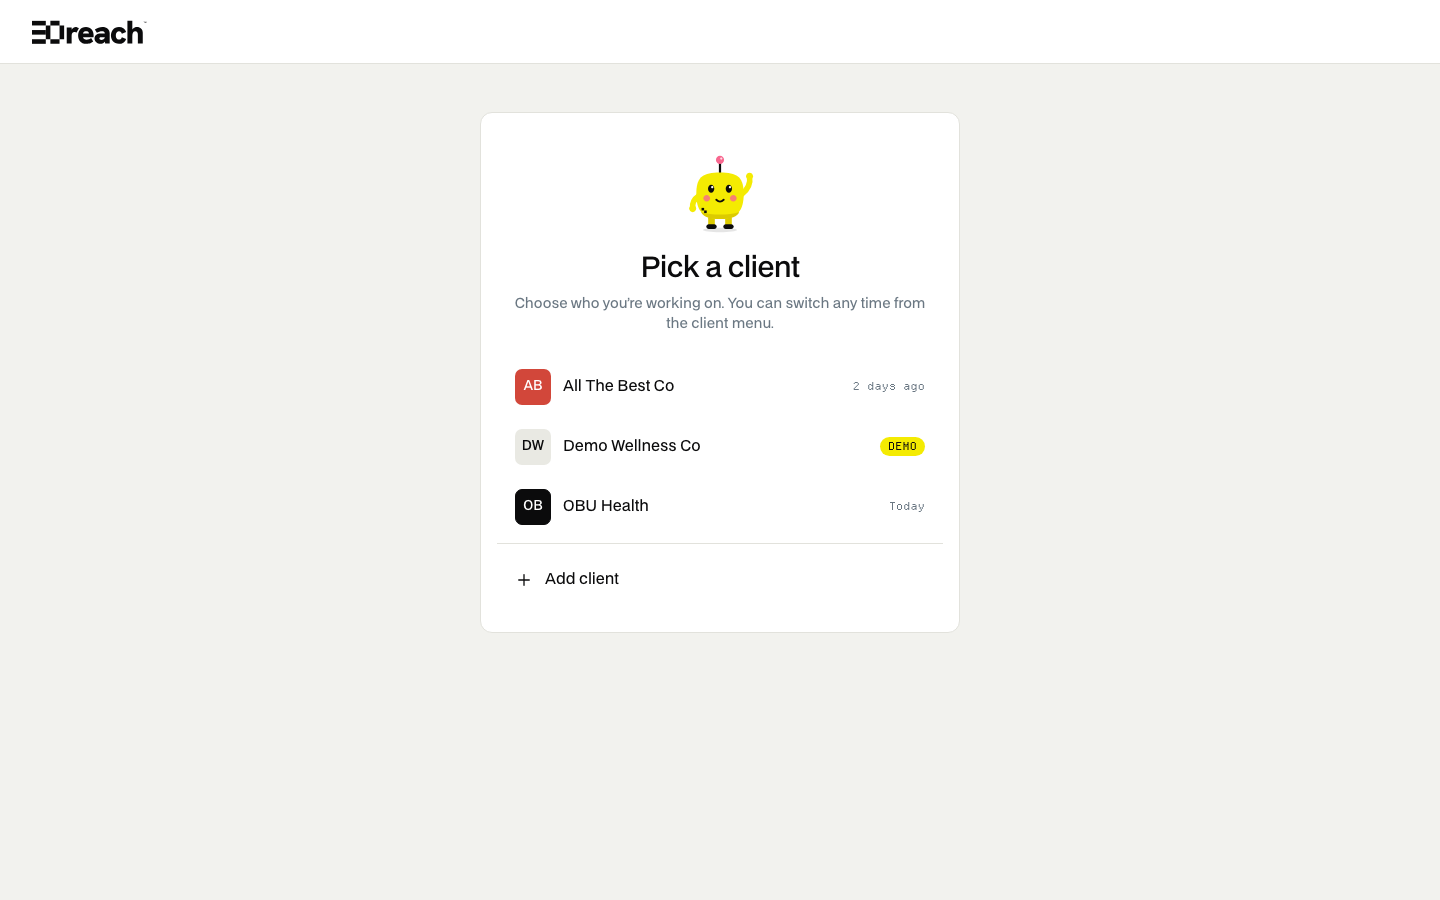 reach
Pick a client
Choose who you're working on. You can switch any time from
the client menu.
AB All The Best Co 2 days ago
DW Demo Wellness Co DEMO
OB OBU Health Today
+ Add client